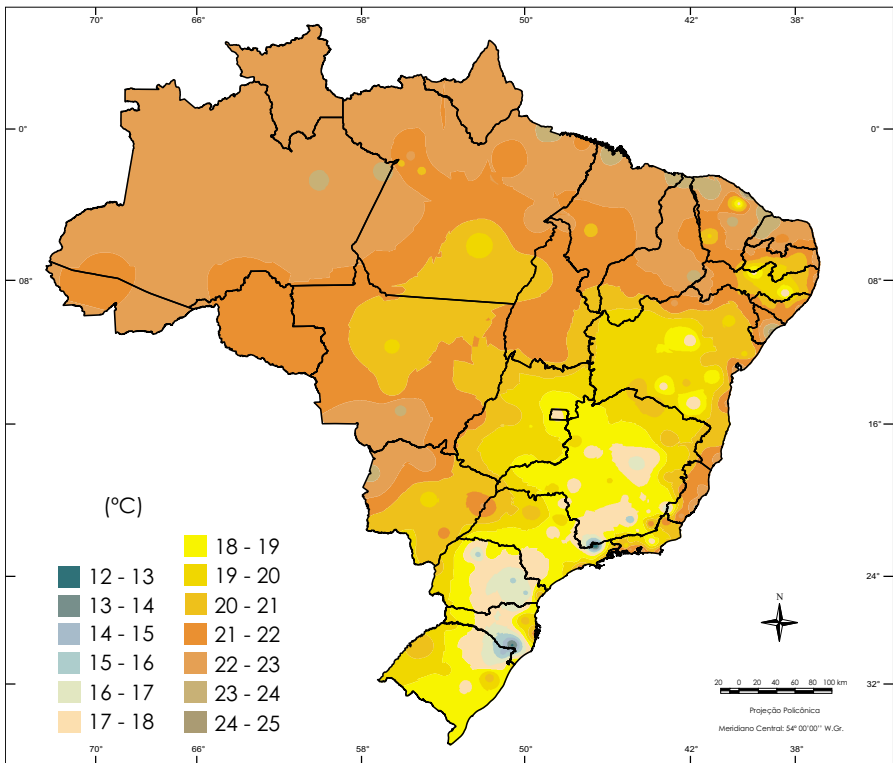 70° 66° 58° 50° 42° 38°
0° 0°
08° 08°
16° 16°
(°C)
18 - 19
12 - 13 19 - 20
13 - 14 20 - 21
14 - 15 21 - 22
15 - 16 22 - 23
16 - 17 23 - 24
17 - 18 24 - 25
24° 24°
N
32° 32°
20 0 20 40 60 80 100 km
Projeção Policônica
Meridiano Central: 54° 00'00'' W.Gr.
70° 66° 58° 50° 42° 38°